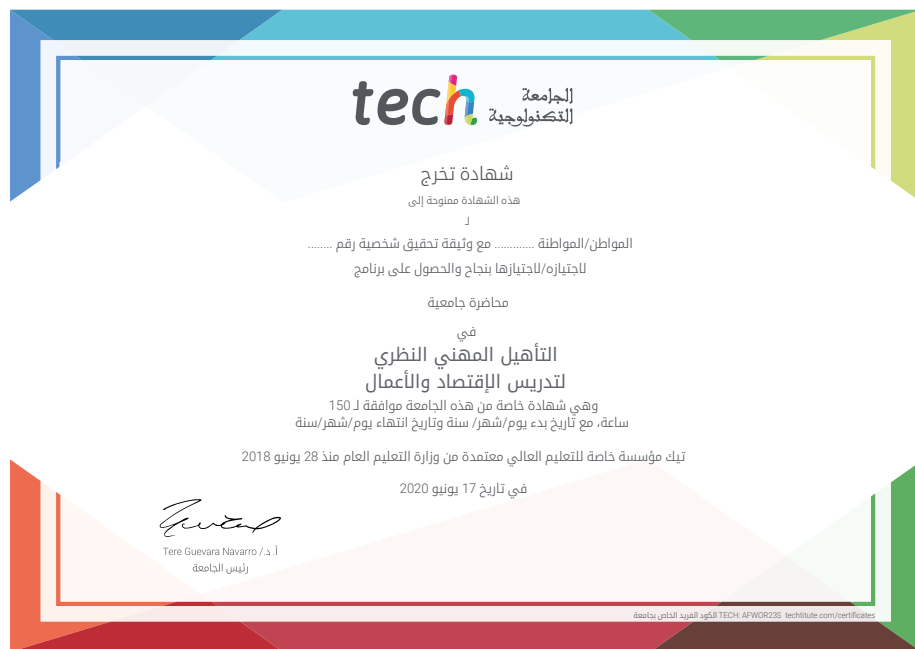 tech
الجامعة
التكنولوجية
شهادة تخرج
هذه الشهادة ممنوحة إلى
لـ
المواطن/المواطنة ............ مع وثيقة تحقيق شخصية رقم ........
لاجتيازه/لاجتيازها بنجاح والحصول على برنامج
محاضرة جامعية
في
التأهيل المهني النظري
لتدريس الإقتصاد والأعمال
وهي شهادة خاصة من هذه الجامعة موافقة لـ 150
ساعة، مع تاريخ بدء يوم/شهر/ سنة وتاريخ انتهاء يوم/شهر/سنة
تيك مؤسسة خاصة للتعليم العالي معتمدة من وزارة التعليم العام منذ 28 يونيو 2018
في تاريخ 17 يونيو 2020
أ. د./ Tere Guevara Navarro
رئيس الجامعة
الكود الفريد الخاص بجامعة TECH: AFWOR23S techtitute.com/certificates